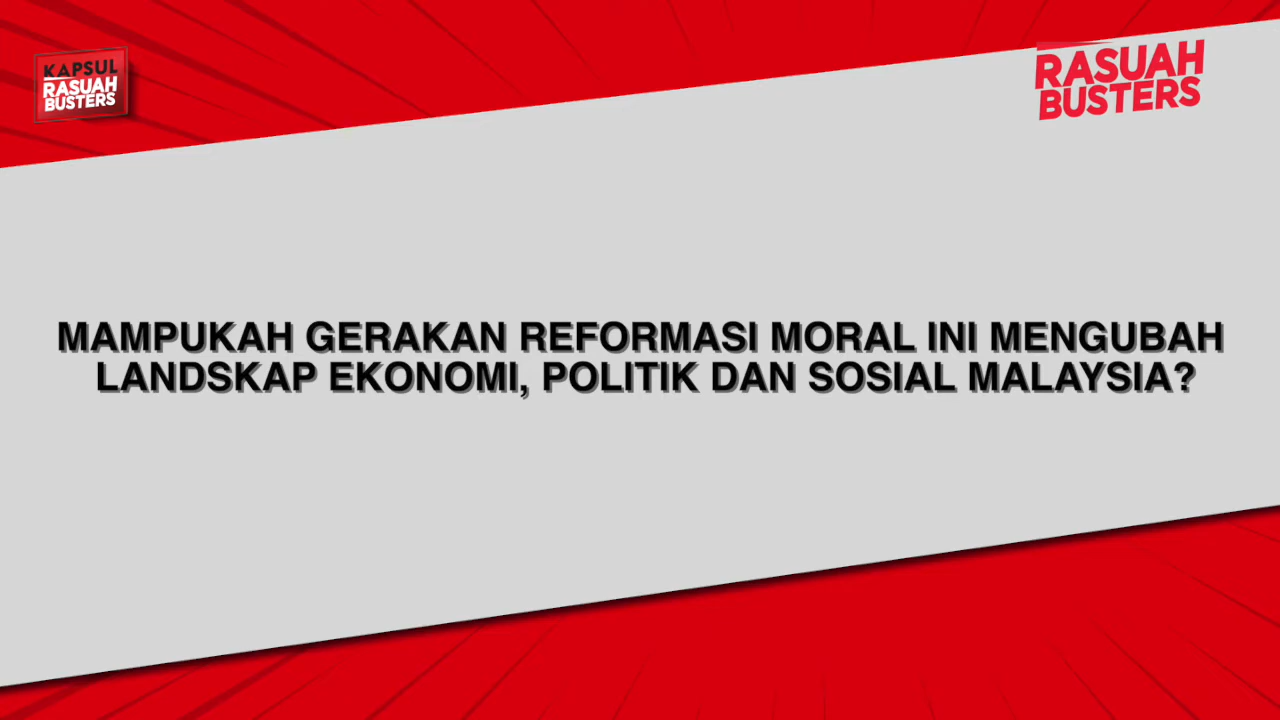 KAPSUL
RASUAH
BUSTERS
RASUAH
BUSTERS
MAMPUKAH GERAKAN REFORMASI MORAL INI MENGUBAH
LANDSKAP EKONOMI, POLITIK DAN SOSIAL MALAYSIA?